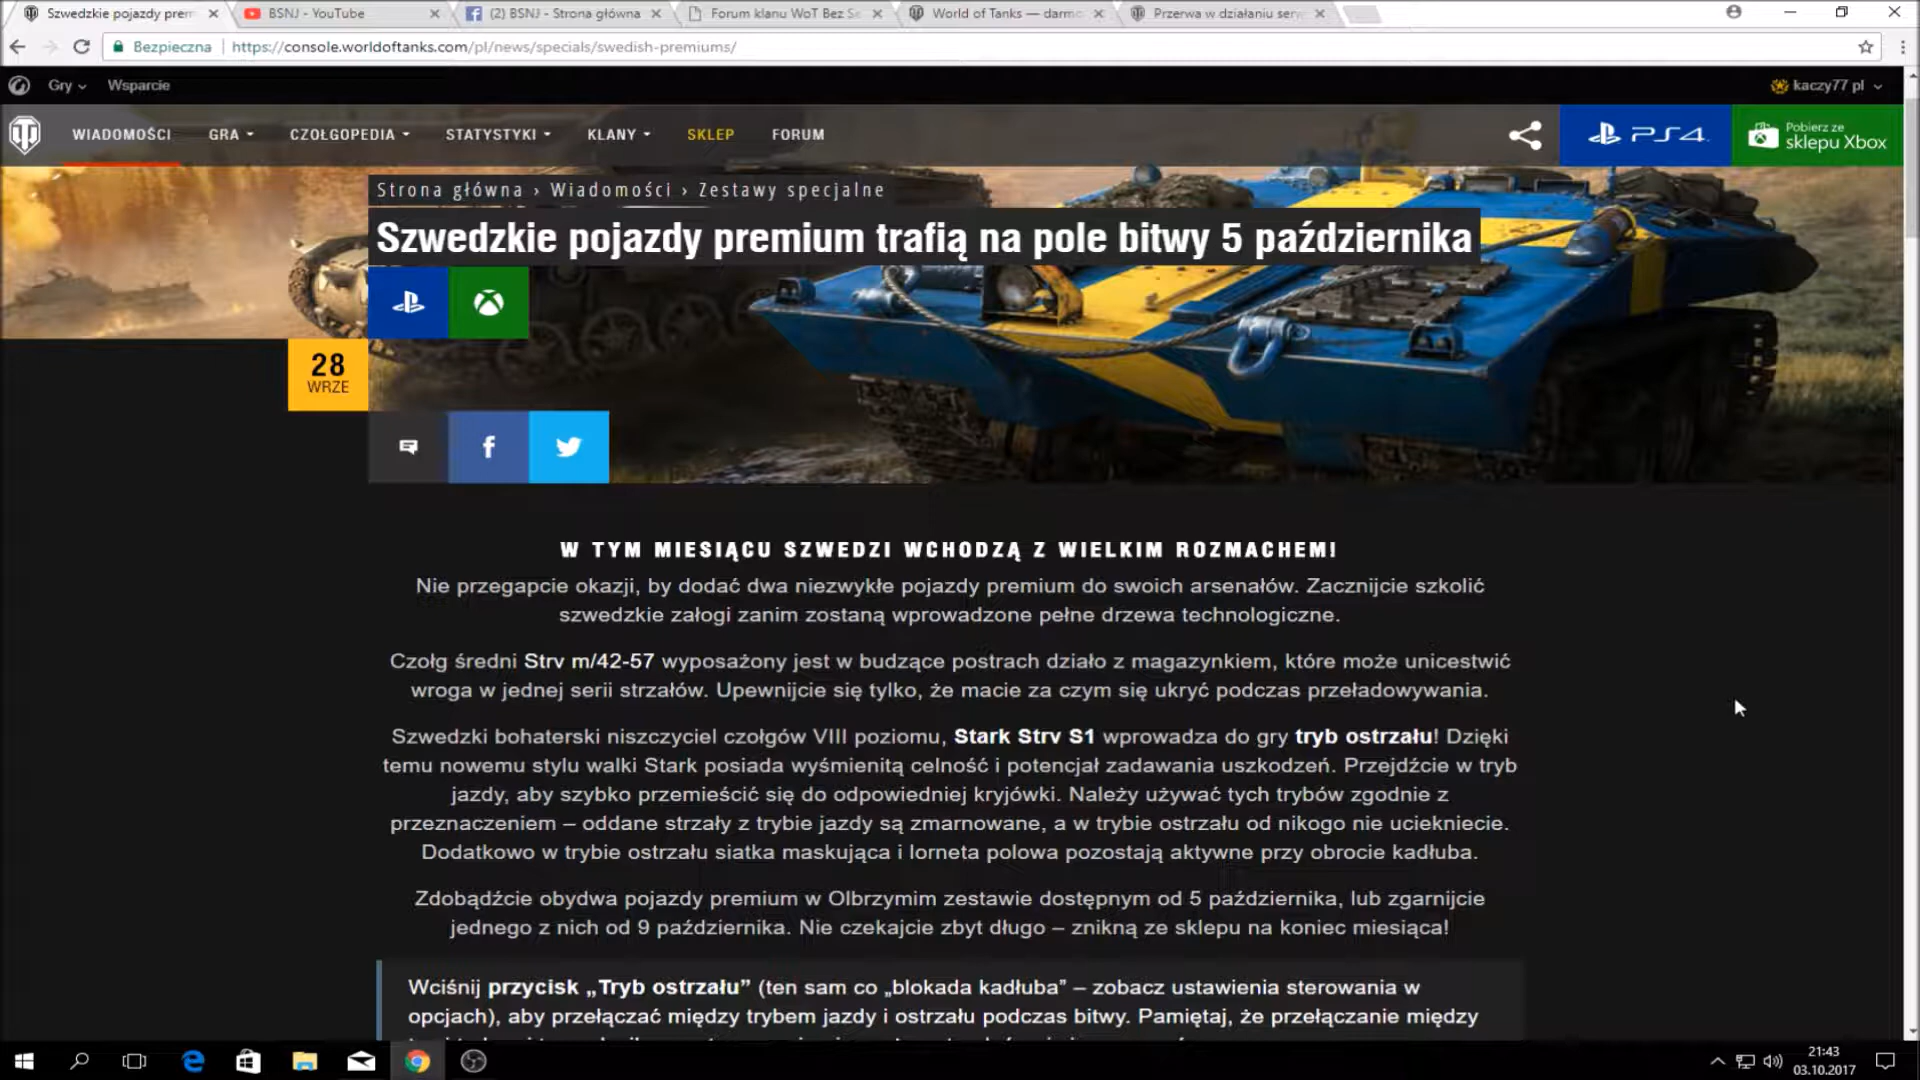 Szwedzkie pojazdy prem
BSNJ - YouTube
(2) BSNJ - Strona główna
Forum klanu WoT Bez S
World of Tanks — darmo
Przerwa w działaniu serw
Bezpieczna
https://console.worldoftanks.com/pl/news/specials/swedish-premiums/
Gry
Wsparcie
kaczy77 pl
WIADOMOŚCI
GRA
CZOŁGOPEDIA
STATYSTYKI
KLANY
SKLEP
FORUM
PS4
Pobierz ze
sklepu Xbox
Strona główna › Wiadomości › Zestawy specjalne
Szwedzkie pojazdy premium trafią na pole bitwy 5 października
28
WRZE
W TYM MIESIĄCU SZWEDZI WCHODZĄ Z WIELKIM ROZMACHEM!
Nie przegapcie okazji, by dodać dwa niezwykłe pojazdy premium do swoich arsenałów. Zacznijcie szkolić
szwedzkie załogi zanim zostaną wprowadzone pełne drzewa technologiczne.
Czołg średni Strv m/42-57 wyposażony jest w budzące postrach działo z magazynkiem, które może unicestwić
wroga w jednej serii strzałów. Upewnijcie się tylko, że macie za czym się ukryć podczas przeładowywania.
Szwedzki bohaterski niszczyciel czołgów VIII poziomu, Stark Strv S1 wprowadza do gry tryb ostrzału! Dzięki
temu nowemu stylu walki Stark posiada wyśmienitą celność i potencjał zadawania uszkodzeń. Przejdźcie w tryb
jazdy, aby szybko przemieścić się do odpowiedniej kryjówki. Należy używać tych trybów zgodnie z
przeznaczeniem – oddane strzały z trybie jazdy są zmarnowane, a w trybie ostrzału od nikogo nie uciekniecie.
Dodatkowo w trybie ostrzału siatka maskująca i lorneta polowa pozostają aktywne przy obrocie kadłuba.
Zdobądźcie obydwa pojazdy premium w Olbrzymim zestawie dostępnym od 5 października, lub zgarnijcie
jednego z nich od 9 października. Nie czekajcie zbyt długo – znikną ze sklepu na koniec miesiąca!
Wciśnij przycisk „Tryb ostrzału” (ten sam co „blokada kadłuba” – zobacz ustawienia sterowania w
opcjach), aby przełączać między trybem jazdy i ostrzału podczas bitwy. Pamiętaj, że przełączanie między
21:43
03.10.2017